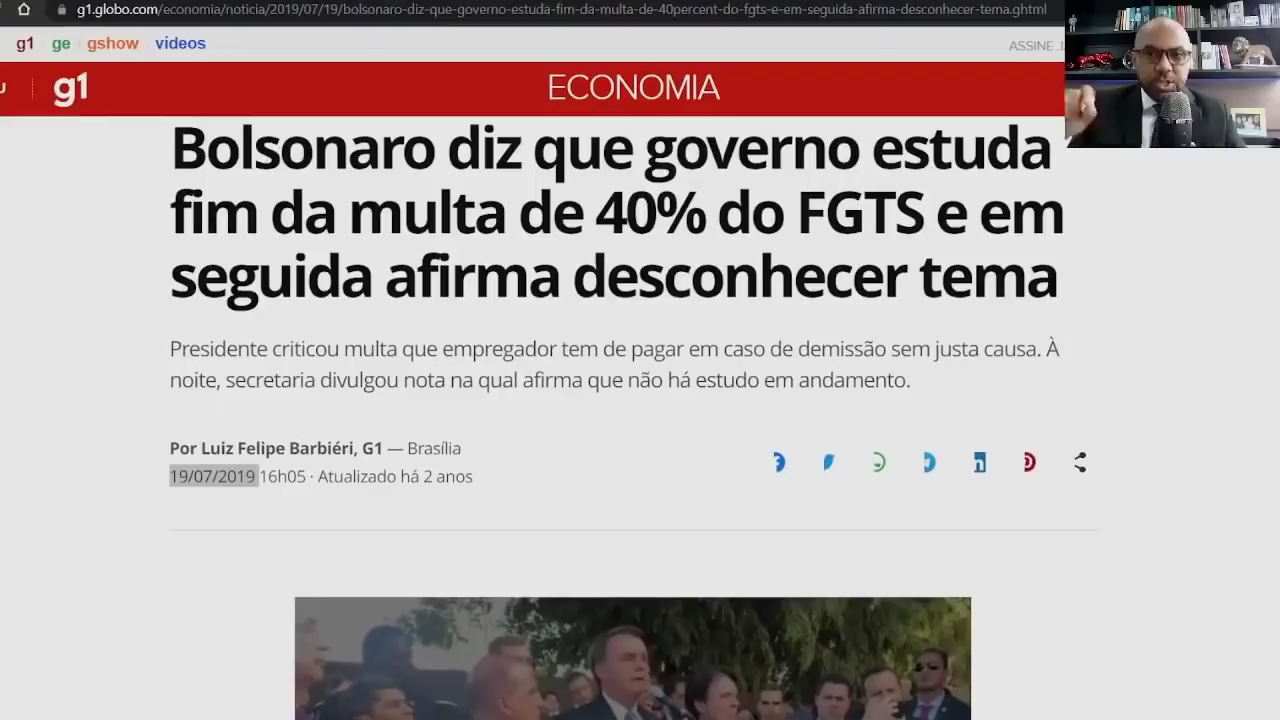 g1.globo.com/economia/noticia/2019/07/19/bolsonaro-diz-que-governo-estuda-fim-da-multa-de-40percent-do-fgts-e-em-seguida-afirma-desconhecer-tema.ghtml
g1 ge gshow videos
ASSINE
g1 ECONOMIA
Bolsonaro diz que governo estuda
fim da multa de 40% do FGTS e em
seguida afirma desconhecer tema
Presidente criticou multa que empregador tem de pagar em caso de demissão sem justa causa. À
noite, secretaria divulgou nota na qual afirma que não há estudo em andamento.
Por Luiz Felipe Barbiéri, G1 — Brasília
19/07/2019 16h05 · Atualizado há 2 anos